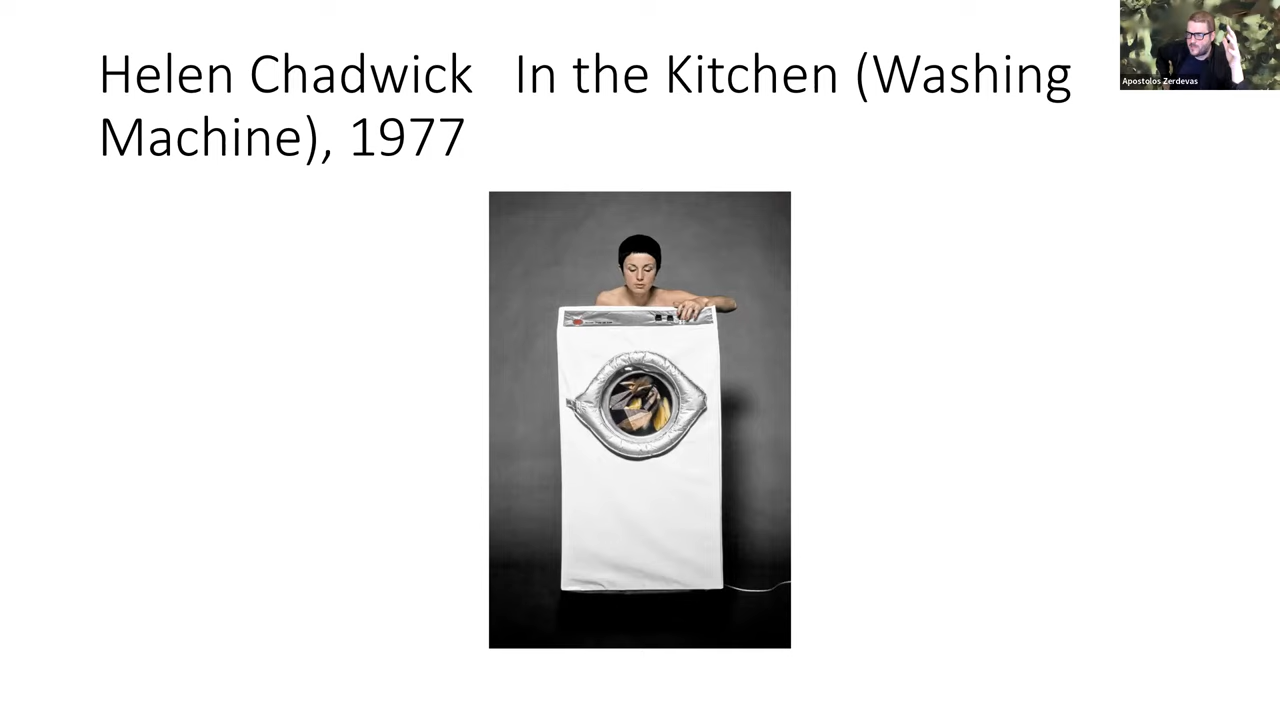 Helen Chadwick   In the Kitchen (Washing
Machine), 1977
Apostolos Zerdevas